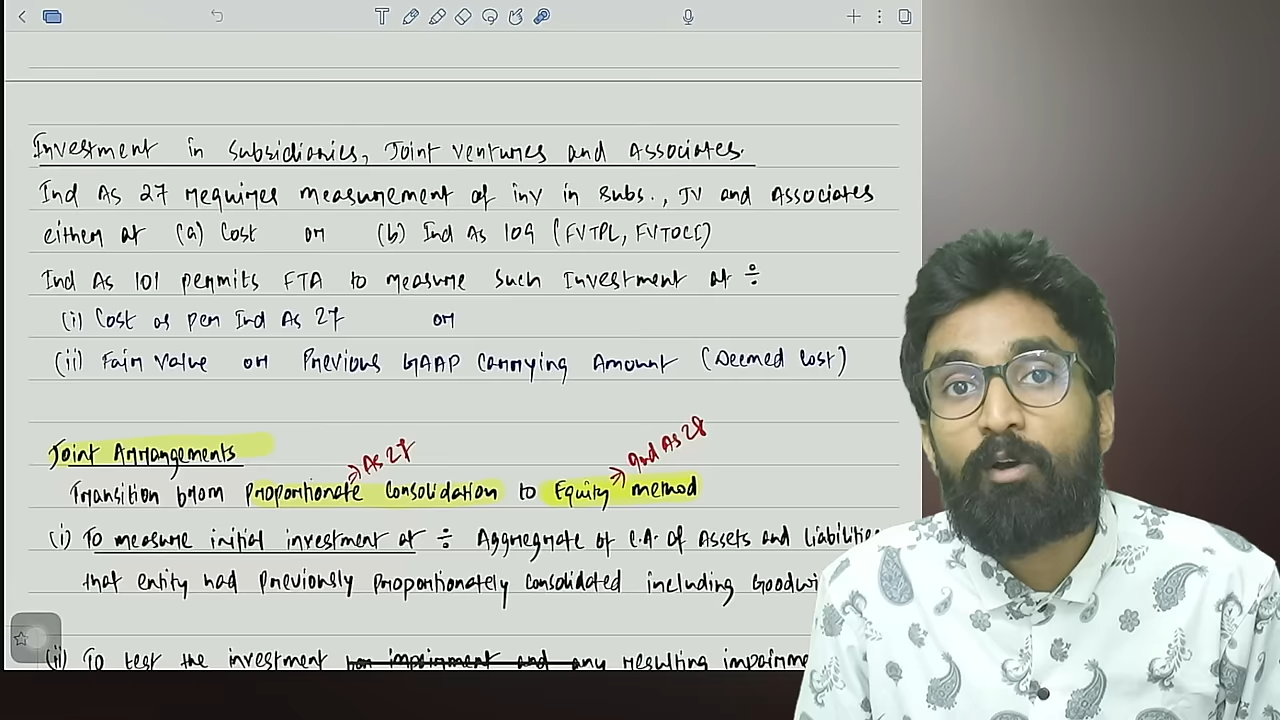 Investment in Subsidiaries, Joint Ventures and Associates.
Ind As 27 requires measurement of inv in subs., JV and Associates
either at (a) Cost or (b) Ind As 109 (FVTPL, FVTOCI)
Ind As 101 permits FTA to measure such Investment at ÷
(i) Cost as per Ind As 27 or
(ii) Fair Value or Previous GAAP Carrying Amount (Deemed Cost)
Joint Arrangements
→ As 27
→ Ind As 28
Transition from Proportionate Consolidation to Equity method
(i) To measure initial investment at ÷ Aggregate of C.A. of Assets and Liabilities
that entity had Previously Proportionately Consolidated including
(ii) To test the investment for impairment and any resulting